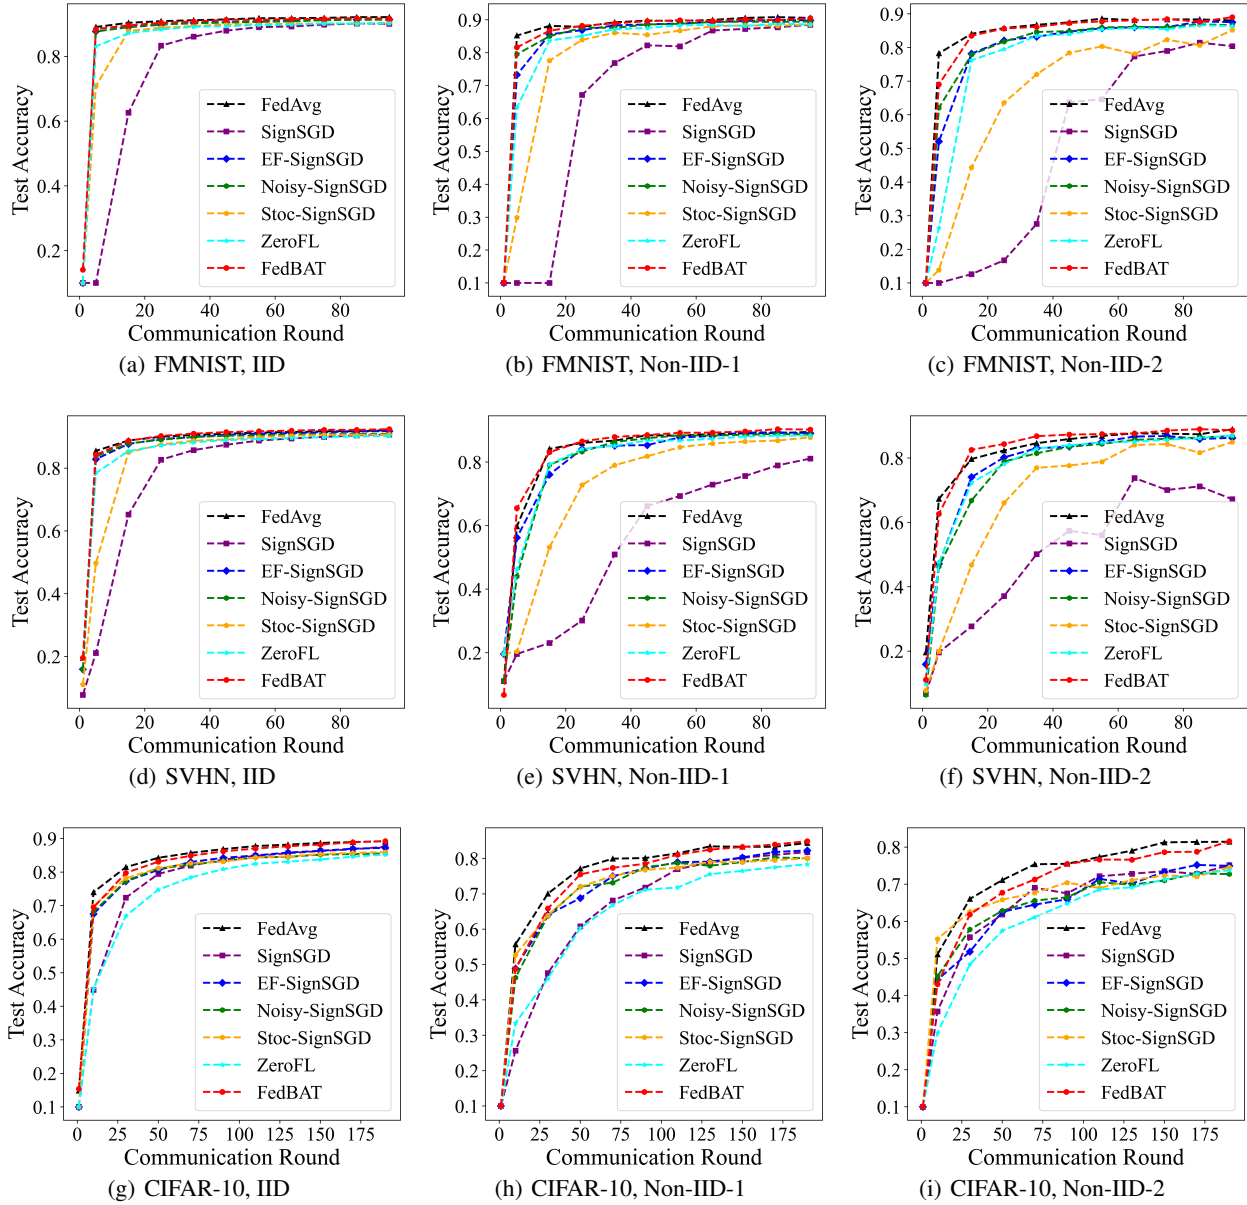 Test Accuracy
0.8
0.6
0.4
0.2
0
20
40
60
80
Communication Round
FedAvg
SignSGD
EF-SignSGD
Noisy-SignSGD
Stoc-SignSGD
ZeroFL
FedBAT
(a) FMNIST, IID
Test Accuracy
0.9
0.8
0.7
0.6
0.5
0.4
0.3
0.2
0.1
0
20
40
60
80
Communication Round
FedAvg
SignSGD
EF-SignSGD
Noisy-SignSGD
Stoc-SignSGD
ZeroFL
FedBAT
(b) FMNIST, Non-IID-1
Test Accuracy
0.9
0.8
0.7
0.6
0.5
0.4
0.3
0.2
0.1
0
20
40
60
80
Communication Round
FedAvg
SignSGD
EF-SignSGD
Noisy-SignSGD
Stoc-SignSGD
ZeroFL
FedBAT
(c) FMNIST, Non-IID-2
Test Accuracy
0.8
0.6
0.4
0.2
0
20
40
60
80
Communication Round
FedAvg
SignSGD
EF-SignSGD
Noisy-SignSGD
Stoc-SignSGD
ZeroFL
FedBAT
(d) SVHN, IID
Test Accuracy
0.8
0.6
0.4
0.2
0
20
40
60
80
Communication Round
FedAvg
SignSGD
EF-SignSGD
Noisy-SignSGD
Stoc-SignSGD
ZeroFL
FedBAT
(e) SVHN, Non-IID-1
Test Accuracy
0.8
0.6
0.4
0.2
0
20
40
60
80
Communication Round
FedAvg
SignSGD
EF-SignSGD
Noisy-SignSGD
Stoc-SignSGD
ZeroFL
FedBAT
(f) SVHN, Non-IID-2
Test Accuracy
0.9
0.8
0.7
0.6
0.5
0.4
0.3
0.2
0.1
0
25
50
75
100
125
150
175
Communication Round
FedAvg
SignSGD
EF-SignSGD
Noisy-SignSGD
Stoc-SignSGD
ZeroFL
FedBAT
(g) CIFAR-10, IID
Test Accuracy
0.8
0.7
0.6
0.5
0.4
0.3
0.2
0.1
0
25
50
75
100
125
150
175
Communication Round
FedAvg
SignSGD
EF-SignSGD
Noisy-SignSGD
Stoc-SignSGD
ZeroFL
FedBAT
(h) CIFAR-10, Non-IID-1
Test Accuracy
0.8
0.7
0.6
0.5
0.4
0.3
0.2
0.1
0
25
50
75
100
125
150
175
Communication Round
FedAvg
SignSGD
EF-SignSGD
Noisy-SignSGD
Stoc-SignSGD
ZeroFL
FedBAT
(i) CIFAR-10, Non-IID-2